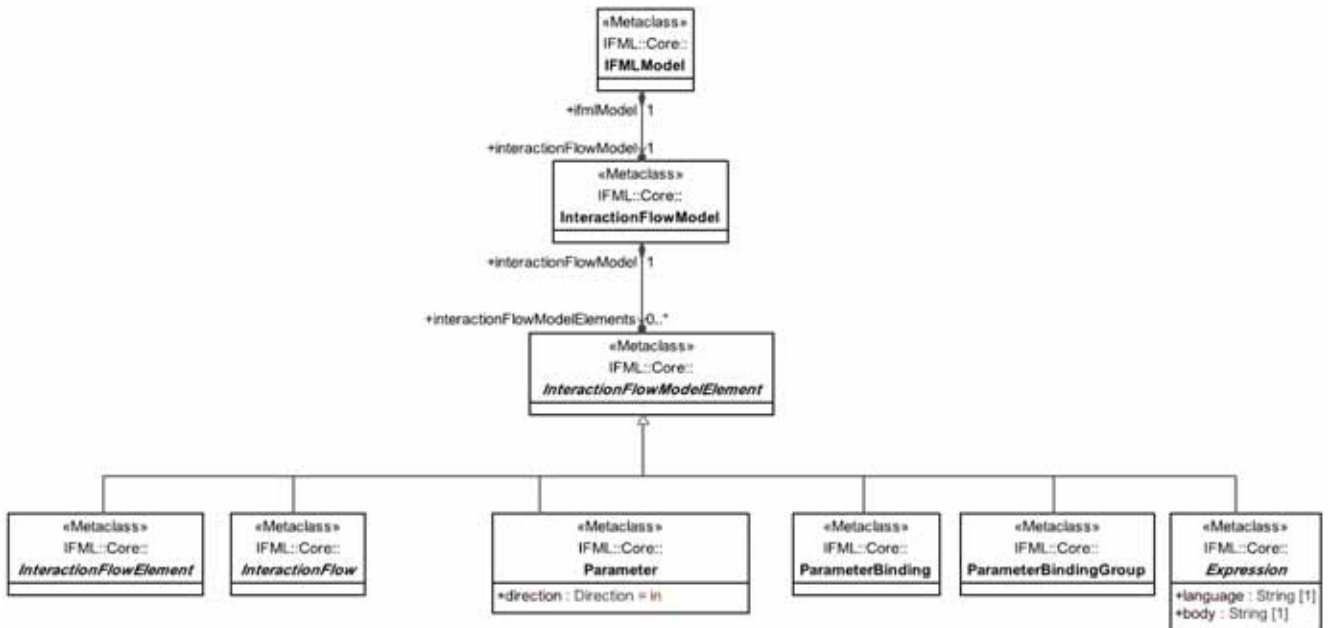 «Metaclass»
IFML::Core::
IFMLModel
+ifmlModel 1
+interactionFlowModel 1
«Metaclass»
IFML::Core::
InteractionFlowModel
+interactionFlowModel 1
+interactionFlowModelElements 0..*
«Metaclass»
IFML::Core::
InteractionFlowModelElement
«Metaclass»
IFML::Core::
InteractionFlowElement
«Metaclass»
IFML::Core::
InteractionFlow
«Metaclass»
IFML::Core::
Parameter
+direction : Direction = in
«Metaclass»
IFML::Core::
ParameterBinding
«Metaclass»
IFML::Core::
ParameterBindingGroup
«Metaclass»
IFML::Core::
Expression
+language : String [1]
+body : String [1]